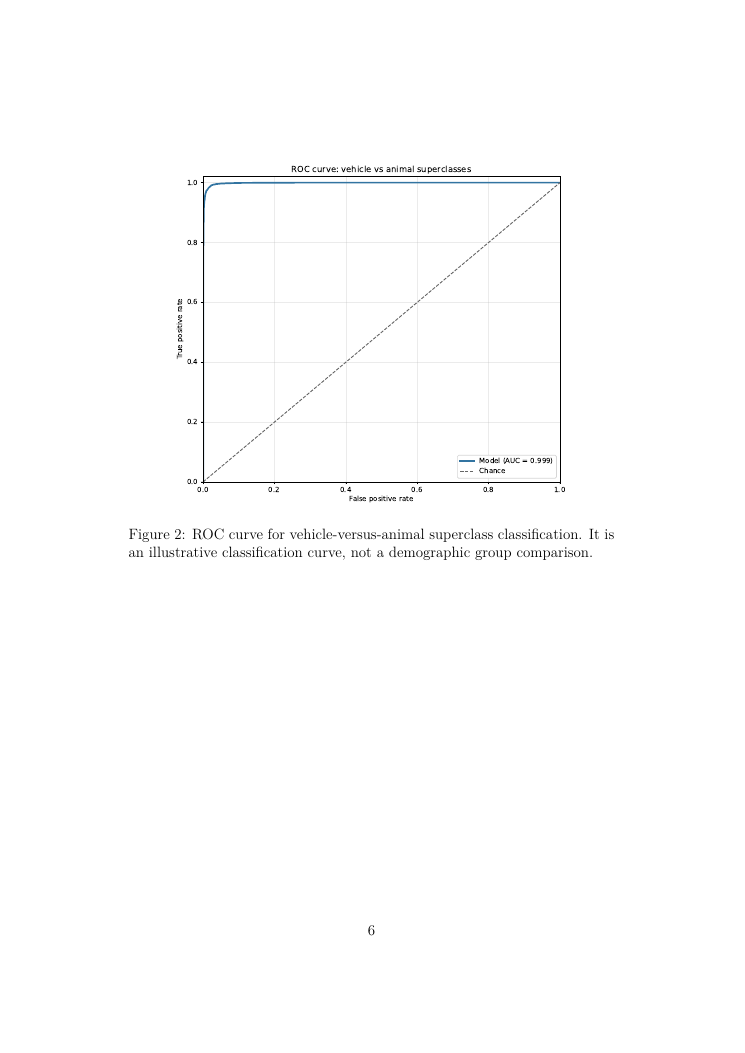 ROC curve: vehicle vs animal superclasses
True positive rate
1.0
0.8
0.6
0.4
0.2
0.0
Model (AUC = 0.999)
Chance
0.0 0.2 0.4 0.6 0.8 1.0
False positive rate
Figure 2: ROC curve for vehicle-versus-animal superclass classification. It is
an illustrative classification curve, not a demographic group comparison.
6